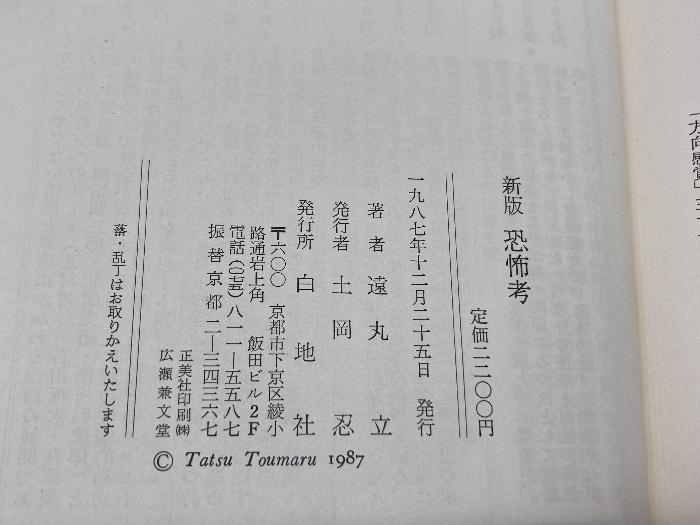 新版 恐怖考
定価二二〇〇円
一九八七年十二月二十五日 発行
著者 遠丸 立
発行者 土岡 忍
発行所 白地社
〒六〇〇 京都市下京区綾小
路通岩上角 飯田ビル2F
電話(〇七五)八一一―五五八七
振替京都 二―三四三六七
正美社印刷㈱
広瀬兼文堂
落・乱丁はお取りかえいたします
© Tatsu Toumaru 1987